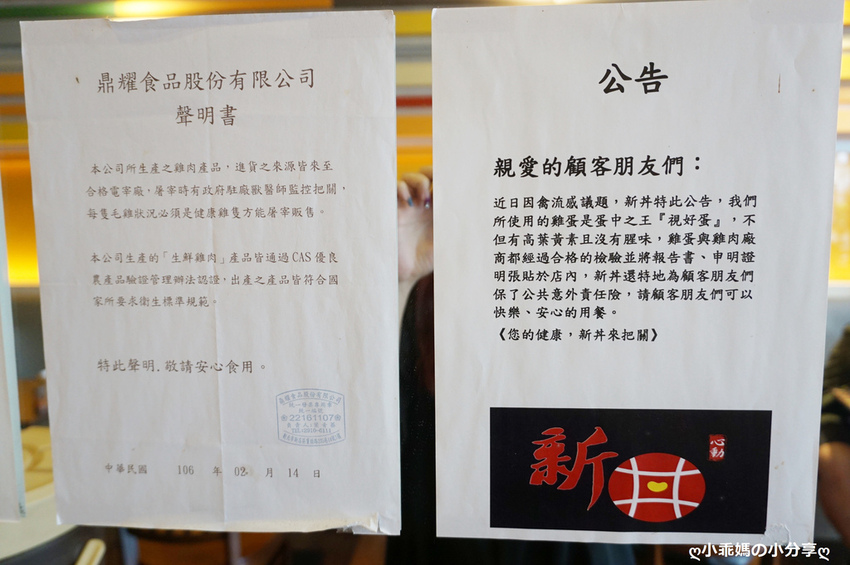 鼎耀食品股份有限公司
聲明書
本公司所生產之雞肉產品，進貨之來源皆來至
合格電宰廠，屠宰時有政府駐廠獸醫師監控把關，
每隻毛雞狀況必須是健康雞隻方能屠宰販售。
本公司生產的「生鮮雞肉」產品皆通過 CAS 優良
農產品驗證管理辦法認證，出產之產品皆符合國
家所要求衛生標準規範。
特此聲明.敬請安心食用。
鼎耀食品股份有限公司
22161107
中華民國 106 年 02 月 14 日
公告
親愛的顧客朋友們：
近日因禽流感議題，新丼特此公告，我們
所使用的雞蛋是蛋中之王『視好蛋』，不
但有高葉黃素且沒有腥味，雞蛋與雞肉廠
商都經過合格的檢驗並將報告書、申明證
明張貼於店內，新丼還特地為顧客朋友們
保了公共意外責任險，請顧客朋友們可以
快樂、安心的用餐。
《您的健康，新丼來把關》
新
心動
ღ小乖媽の小分享ღ